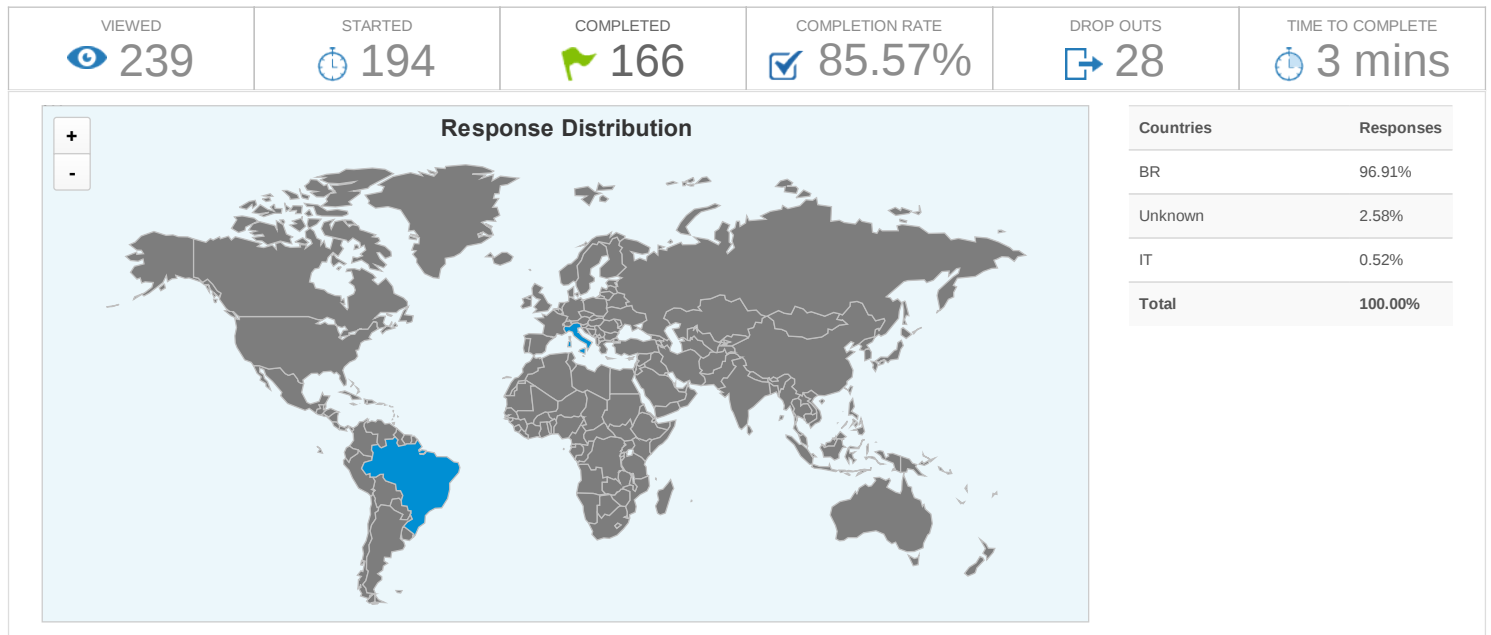 VIEWED
239
STARTED
194
COMPLETED
166
COMPLETION RATE
85.57%
DROP OUTS
28
TIME TO COMPLETE
3 mins
Response Distribution
+
-
Countries Responses
BR 96.91%
Unknown 2.58%
IT 0.52%
Total 100.00%